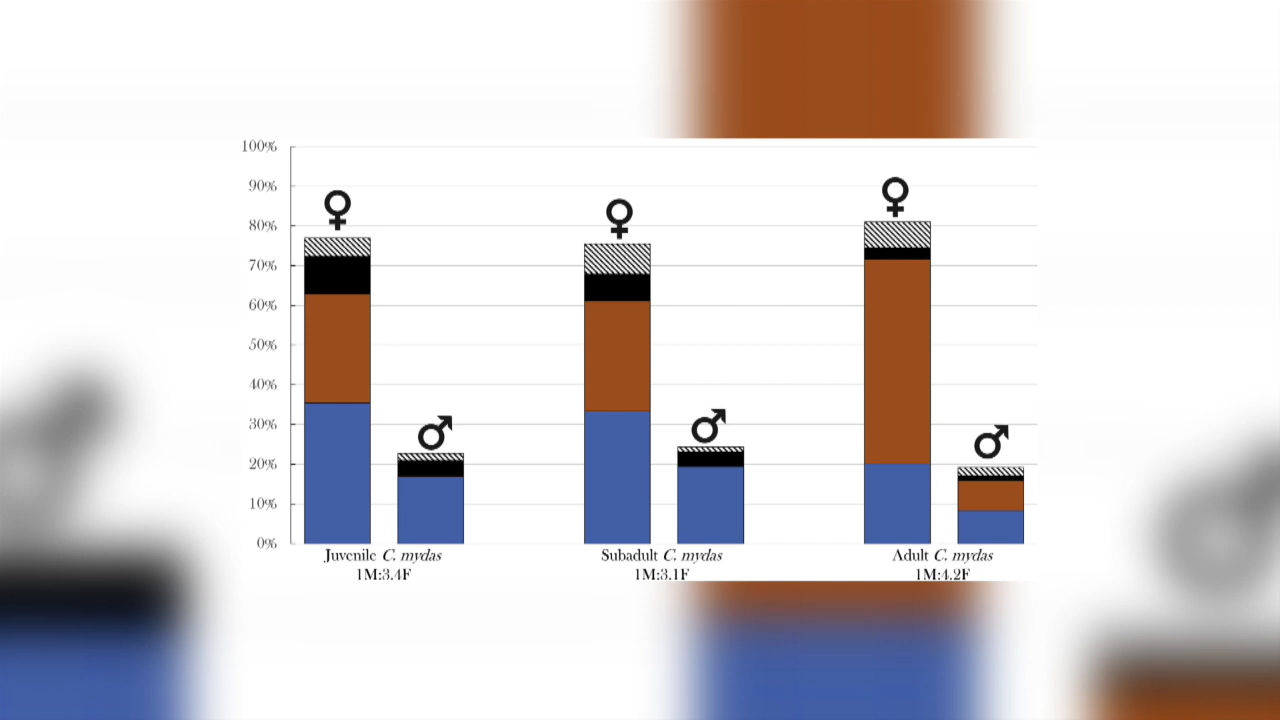 100%
90%
80%
70%
60%
50%
40%
30%
20%
10%
0%
Juvenile C. mydas
1M:3.4F
Subadult C. mydas
1M:3.1F
Adult C. mydas
1M:4.2F